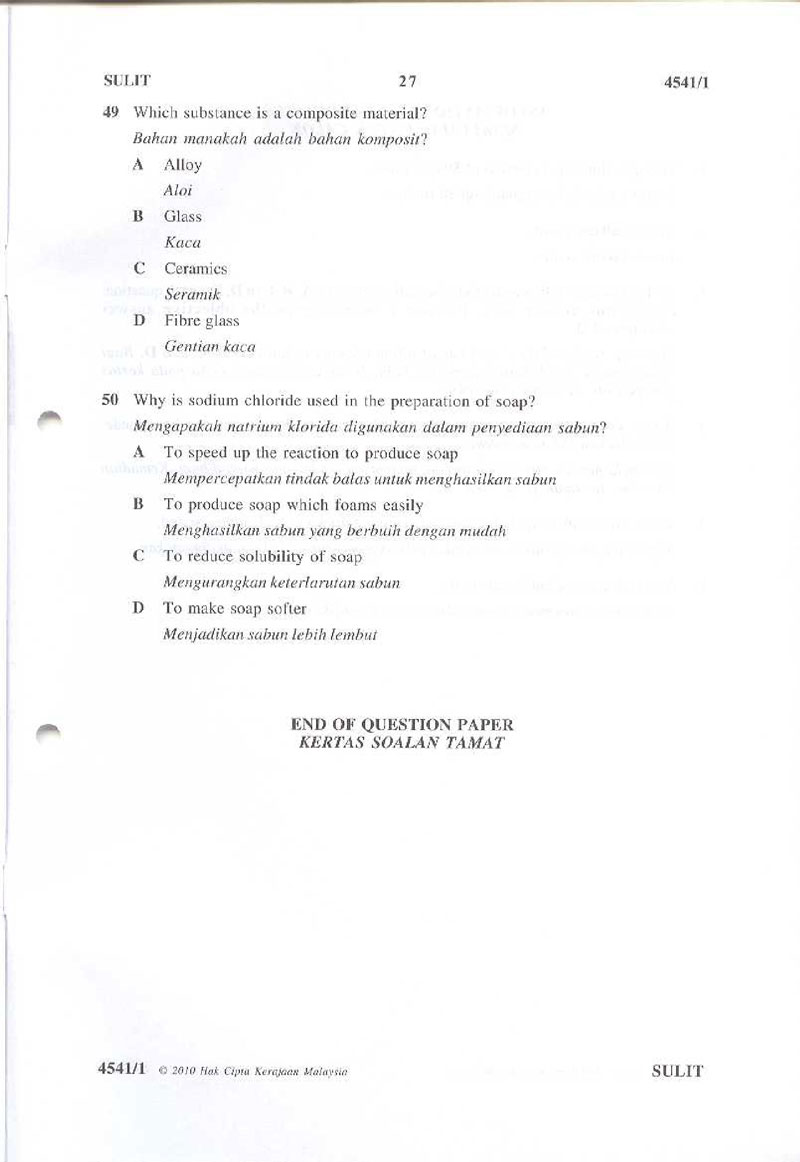 SULIT 27 4541/1
49 Which substance is a composite material?
Bahan manakah adalah bahan komposit?
A Alloy
Aloi
B Glass
Kaca
C Ceramics
Seramik
D Fibre glass
Gentian kaca
50 Why is sodium chloride used in the preparation of soap?
Mengapakah natrium klorida digunakan dalam penyediaan sabun?
A To speed up the reaction to produce soap
Mempercepatkan tindak balas untuk menghasilkan sabun
B To produce soap which foams easily
Menghasilkan sabun yang berbuih dengan mudah
C To reduce solubility of soap
Mengurangkan keterlarutan sabun
D To make soap softer
Menjadikan sabun lebih lembut
END OF QUESTION PAPER
KERTAS SOALAN TAMAT
4541/1 © 2010 Hak Cipta Kerajaan Malaysia SULIT